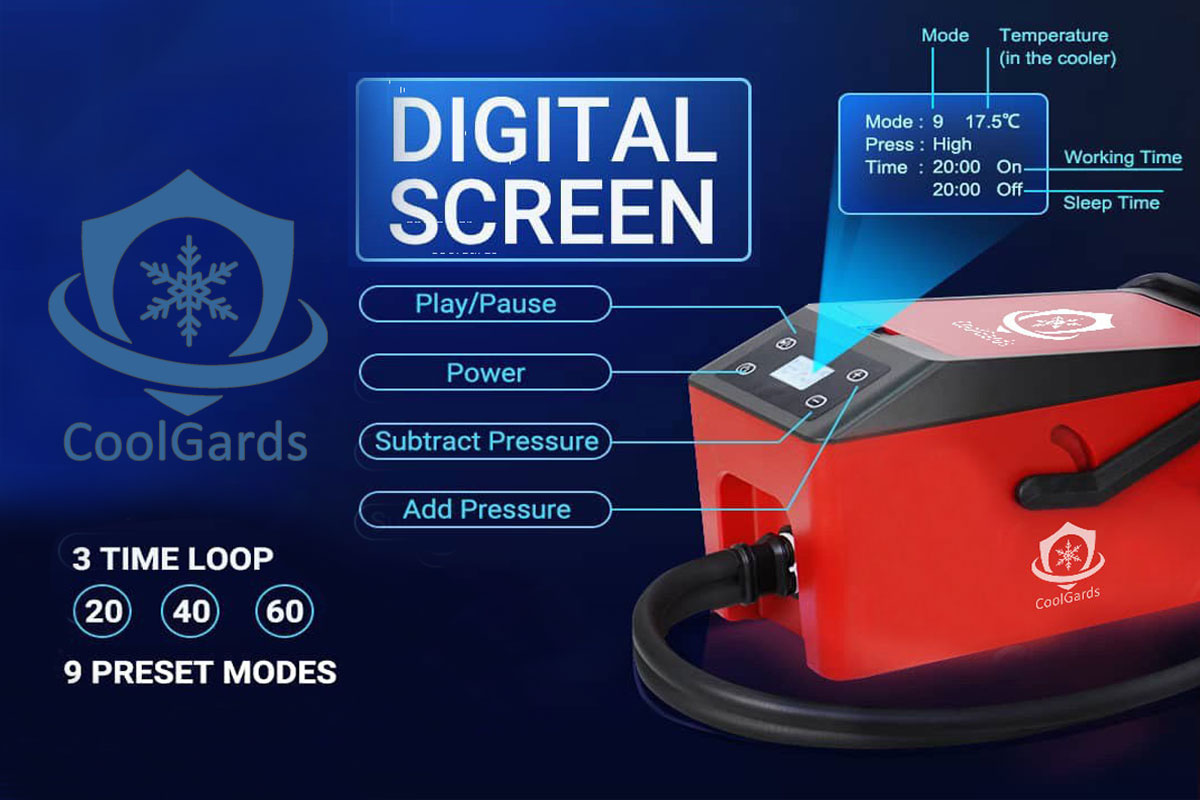 Mode
Temperature
(in the cooler)
DIGITAL
SCREEN
Mode : 9 17.5℃
Press : High
Time : 20:00 On
20:00 Off
Working Time
Sleep Time
Play/Pause
Power
Subtract Pressure
Add Pressure
CoolGards
CoolGards
CoolGards
3 TIME LOOP
20 40 60
9 PRESET MODES